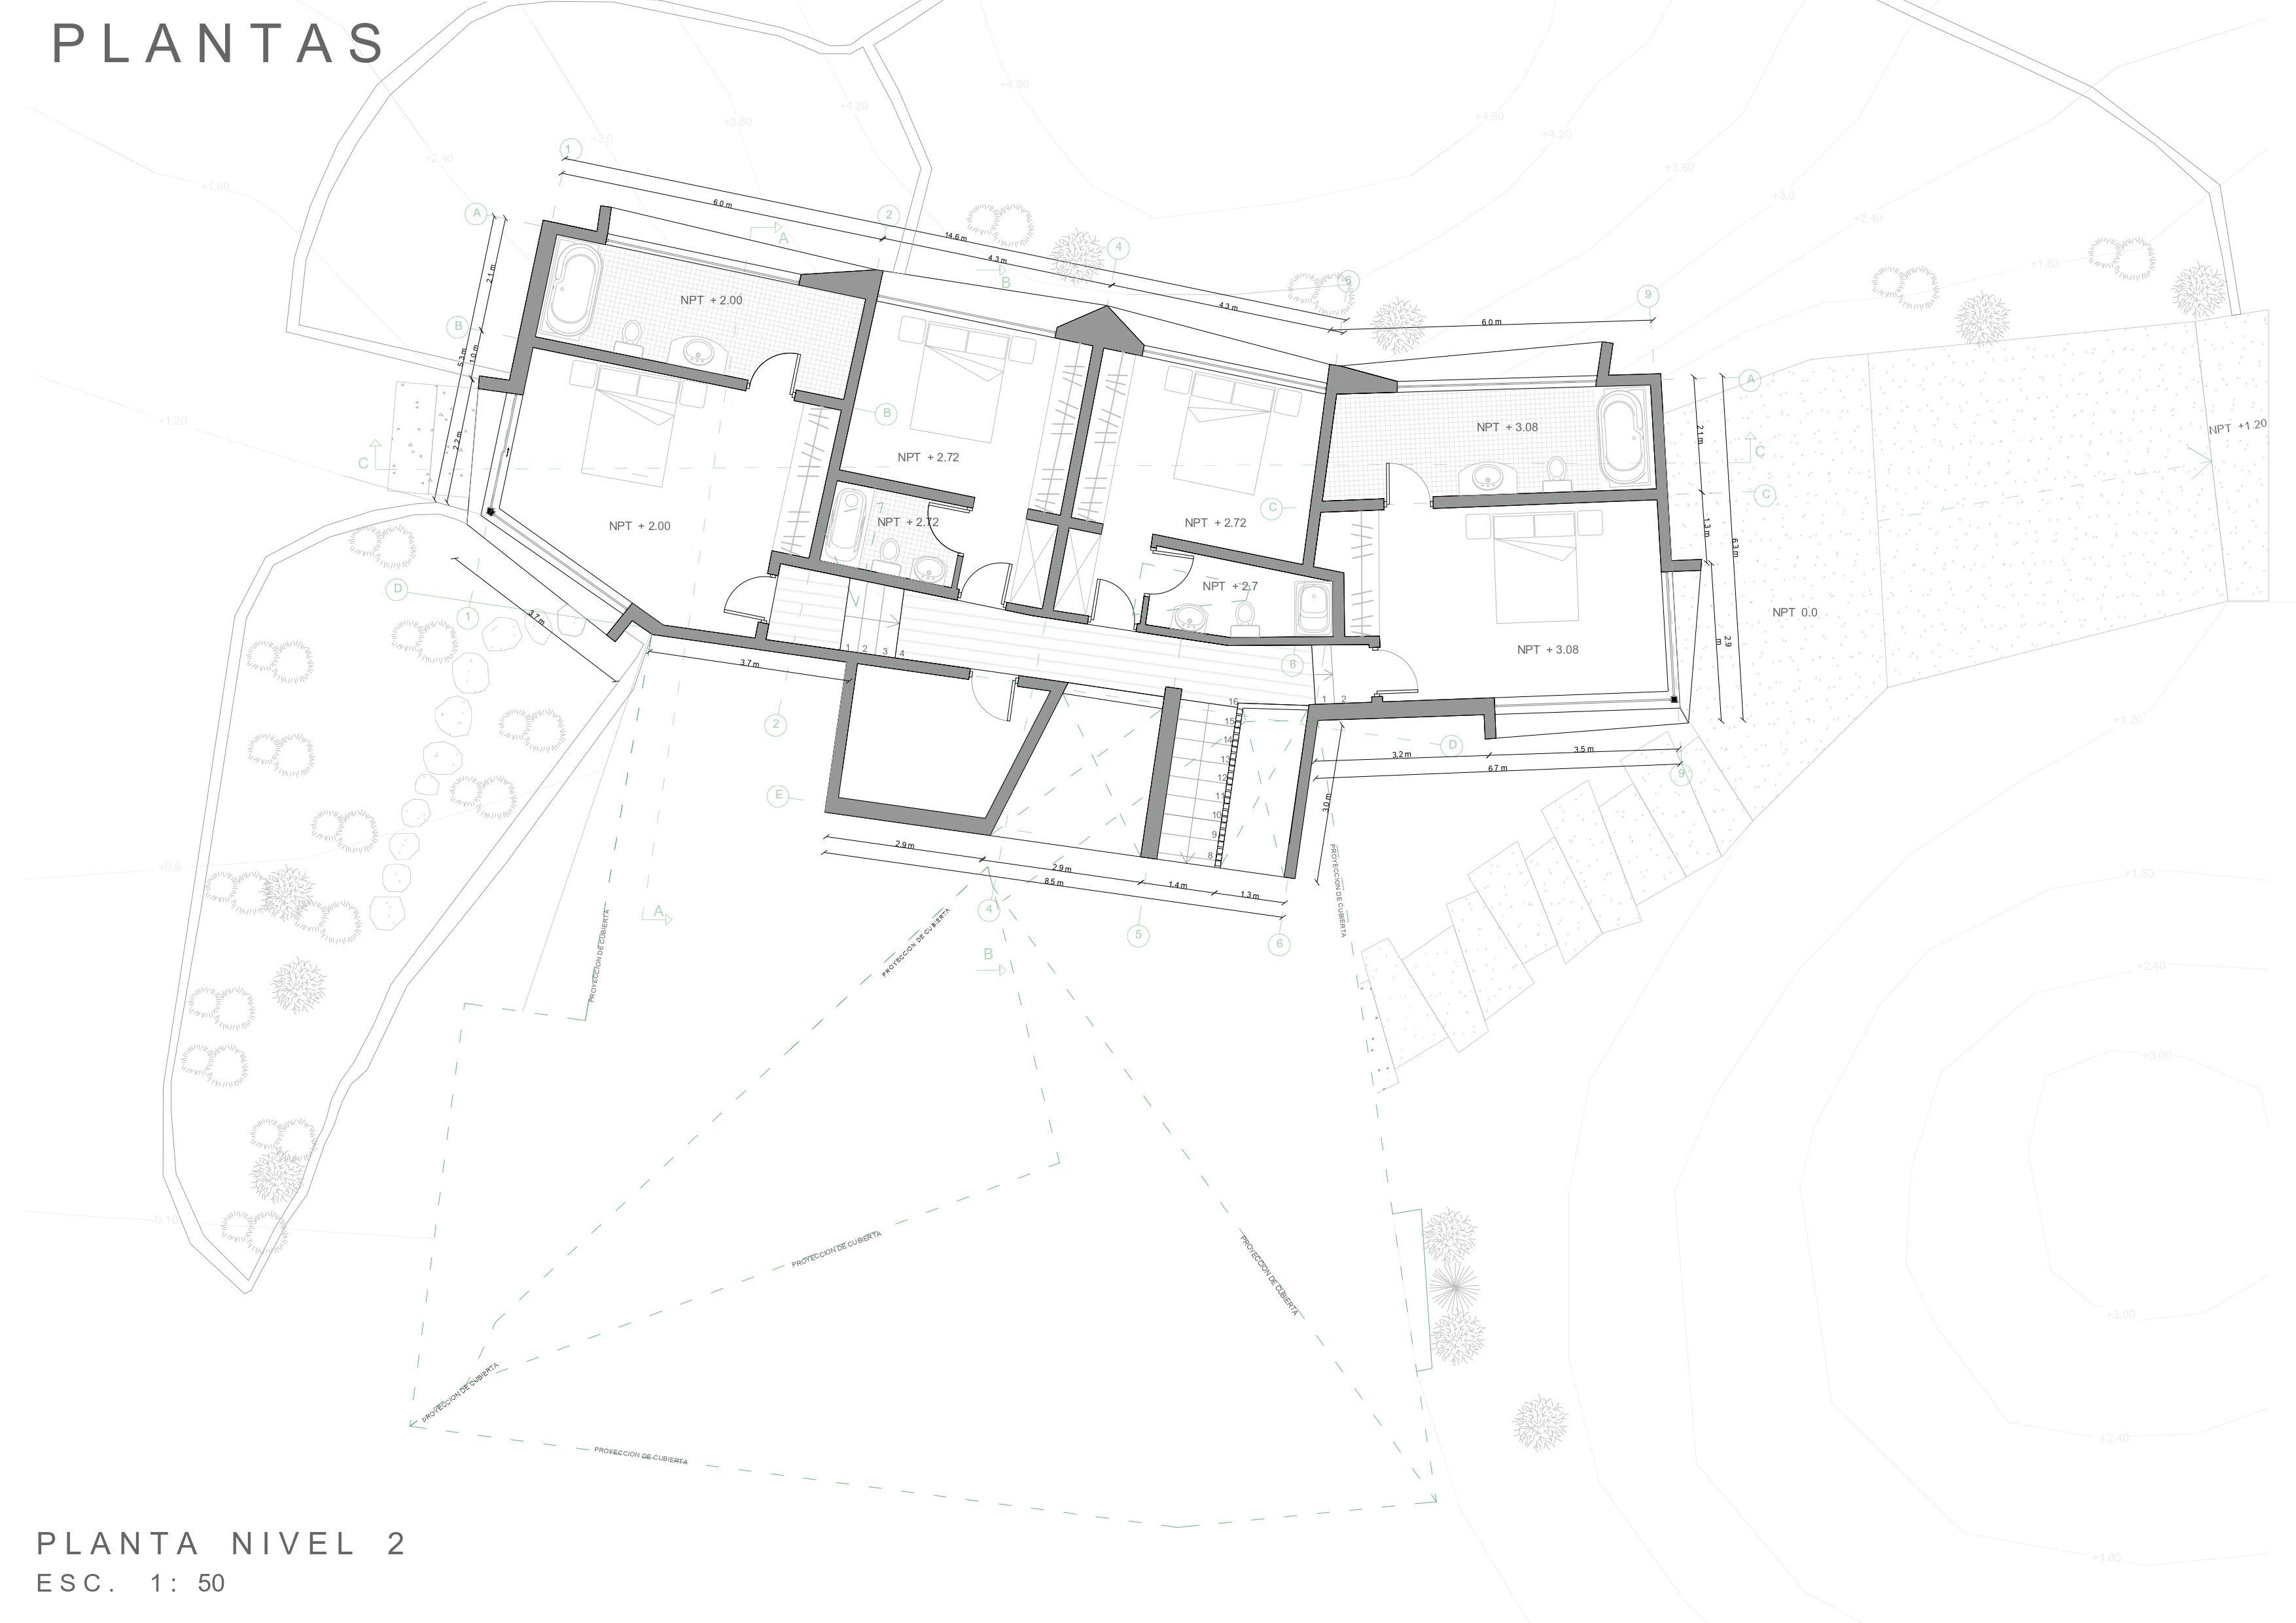 PLANTAS
+4.80
+4.20
+3.60
+3.0
+2.40
+1.80
+4.80
+4.20
+3.60
+3.0
+2.40
+1.80
1
A
6.0 m
2
14.6 m
4
A
4.3 m
B
6
9
4.3 m
6.0 m
2.1 m
B
5.3 m
1.0 m
2.2 m
NPT + 2.00
A
+1.20
B
C
NPT + 2.72
NPT + 3.08
2.1 m
NPT +1.20
C
C
NPT + 2.00
NPT + 2.72
NPT + 2.72
C
1.3 m
6.3 m
D
1
3.7 m
NPT + 2.7
NPT 0.0
NPT + 3.08
2.9 m
3.7 m
1 2 3 4
6
1 2
2
16
15
14
13
12
11
10
9
8
D
3.2 m
3.5 m
6.7 m
9
+1.20
E
3.0 m
2.9 m
2.9 m
8.5 m
1.4 m
1.3 m
+0.6
+1.80
A
4
5
6
PROYECCION DE CUBIERTA
PROYECCION DE CUBIERTA
PROYECCION DE CUBIERTA
B
+2.40
+3.00
-0.10
PROYECCION DE CUBIERTA
PROYECCION DE CUBIERTA
+3.00
PROYECCION DE CUBIERTA
+2.40
PROYECCION DE CUBIERTA
+1.80
PLANTA NIVEL 2
ESC. 1: 50